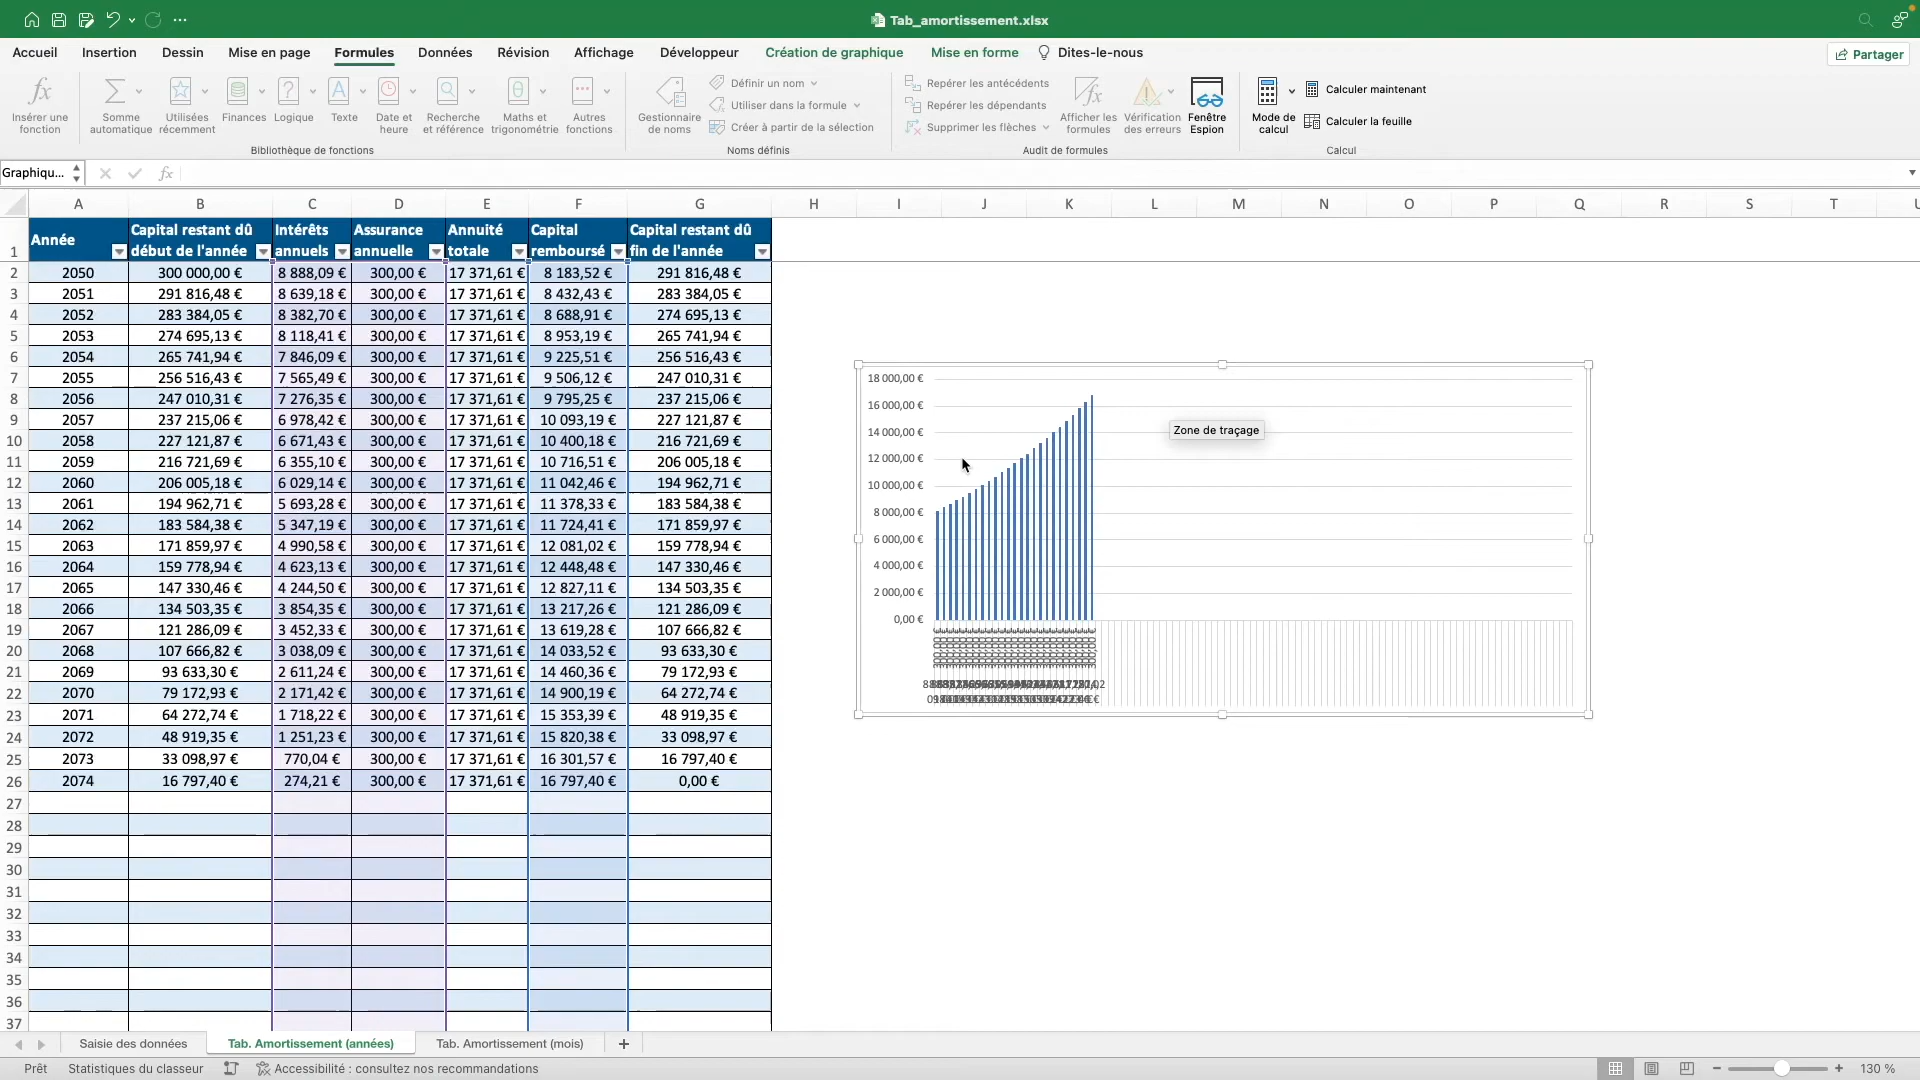 Tab_amortissement.xlsx
Accueil Insertion Dessin Mise en page Formules Données Révision Affichage Développeur Création de graphique Mise en forme Dites-le-nous Partager
Insérer une fonction
Somme automatique
Utilisées récemment
Finances
Logique
Texte
Date et heure
Recherche et référence
Maths et trigonométrie
Autres fonctions
Bibliothèque de fonctions
Gestionnaire de noms
Définir un nom
Utiliser dans la formule
Créer à partir de la sélection
Noms définis
Repérer les antécédents
Repérer les dépendants
Supprimer les flèches
Afficher les formules
Vérification des erreurs
Fenêtre Espion
Audit de formules
Mode de calcul
Calculer maintenant
Calculer la feuille
Calcul
Graphiqu... fx
A B C D E F G H I J K L M N O P Q R S T
1 Année Capital restant dû début de l'année Intérêts annuels Assurance annuelle Annuité totale Capital remboursé Capital restant dû fin de l'année
2 2050 300 000,00 € 8 888,09 € 300,00 € 17 371,61 € 8 183,52 € 291 816,48 €
3 2051 291 816,48 € 8 639,18 € 300,00 € 17 371,61 € 8 432,43 € 283 384,05 €
4 2052 283 384,05 € 8 382,70 € 300,00 € 17 371,61 € 8 688,91 € 274 695,13 €
5 2053 274 695,13 € 8 118,41 € 300,00 € 17 371,61 € 8 953,19 € 265 741,94 €
6 2054 265 741,94 € 7 846,09 € 300,00 € 17 371,61 € 9 225,51 € 256 516,43 €
7 2055 256 516,43 € 7 565,49 € 300,00 € 17 371,61 € 9 506,12 € 247 010,31 €
8 2056 247 010,31 € 7 276,35 € 300,00 € 17 371,61 € 9 795,25 € 237 215,06 €
9 2057 237 215,06 € 6 978,42 € 300,00 € 17 371,61 € 10 093,19 € 227 121,87 €
10 2058 227 121,87 € 6 671,43 € 300,00 € 17 371,61 € 10 400,18 € 216 721,69 €
11 2059 216 721,69 € 6 355,10 € 300,00 € 17 371,61 € 10 716,51 € 206 005,18 €
12 2060 206 005,18 € 6 029,14 € 300,00 € 17 371,61 € 11 042,46 € 194 962,71 €
13 2061 194 962,71 € 5 693,28 € 300,00 € 17 371,61 € 11 378,33 € 183 584,38 €
14 2062 183 584,38 € 5 347,19 € 300,00 € 17 371,61 € 11 724,41 € 171 859,97 €
15 2063 171 859,97 € 4 990,58 € 300,00 € 17 371,61 € 12 081,02 € 159 778,94 €
16 2064 159 778,94 € 4 623,13 € 300,00 € 17 371,61 € 12 448,48 € 147 330,46 €
17 2065 147 330,46 € 4 244,50 € 300,00 € 17 371,61 € 12 827,11 € 134 503,35 €
18 2066 134 503,35 € 3 854,35 € 300,00 € 17 371,61 € 13 217,26 € 121 286,09 €
19 2067 121 286,09 € 3 452,33 € 300,00 € 17 371,61 € 13 619,28 € 107 666,82 €
20 2068 107 666,82 € 3 038,09 € 300,00 € 17 371,61 € 14 033,52 € 93 633,30 €
21 2069 93 633,30 € 2 611,24 € 300,00 € 17 371,61 € 14 460,36 € 79 172,93 €
22 2070 79 172,93 € 2 171,42 € 300,00 € 17 371,61 € 14 900,19 € 64 272,74 €
23 2071 64 272,74 € 1 718,22 € 300,00 € 17 371,61 € 15 353,39 € 48 919,35 €
24 2072 48 919,35 € 1 251,23 € 300,00 € 17 371,61 € 15 820,38 € 33 098,97 €
25 2073 33 098,97 € 770,04 € 300,00 € 17 371,61 € 16 301,57 € 16 797,40 €
26 2074 16 797,40 € 274,21 € 300,00 € 17 371,61 € 16 797,40 € 0,00 €
27
28
29
30
31
32
33
34
35
36
37
18 000,00 €
16 000,00 €
14 000,00 €
12 000,00 €
10 000,00 €
8 000,00 €
6 000,00 €
4 000,00 €
2 000,00 €
0,00 €
Zone de traçage
Saisie des données Tab. Amortissement (années) Tab. Amortissement (mois) +
Prêt Statistiques du classeur Accessibilité : consultez nos recommandations 130 %